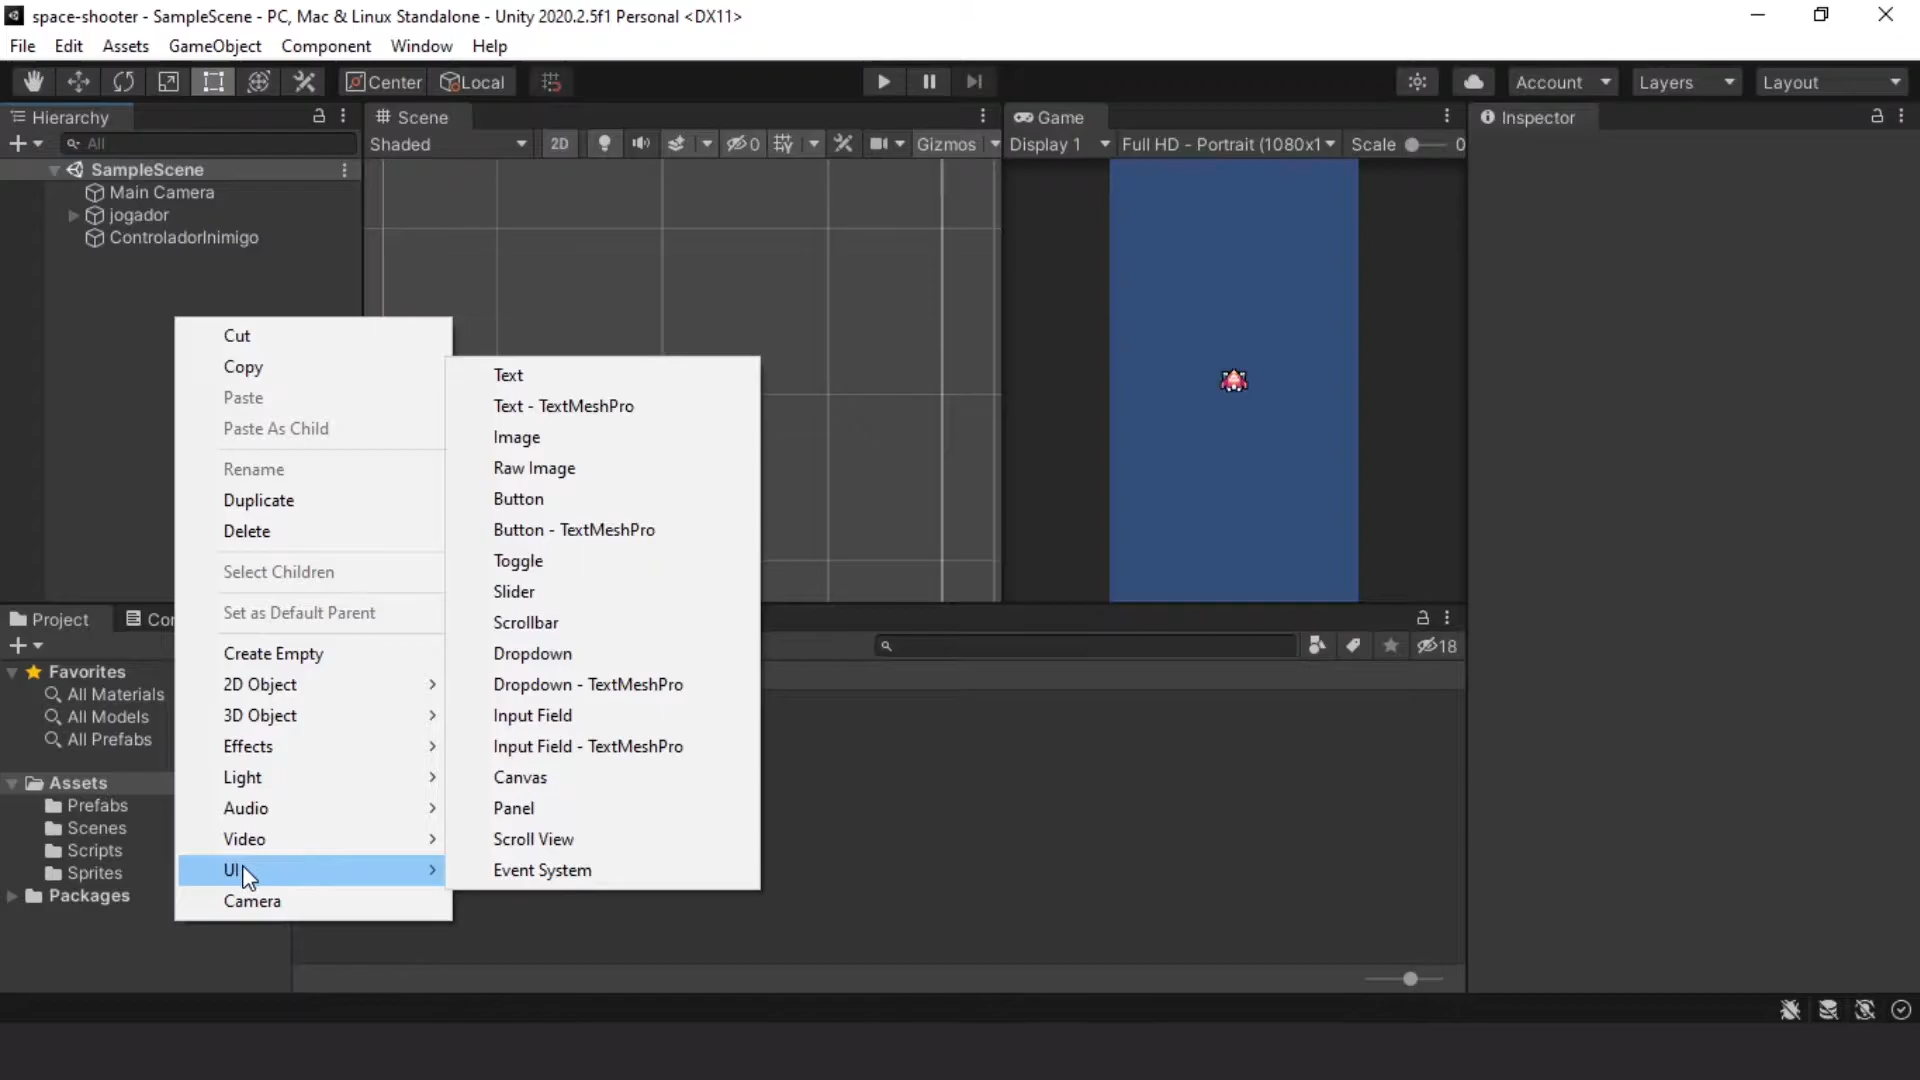 space-shooter - SampleScene - PC, Mac & Linux Standalone - Unity 2020.2.5f1 Personal <DX11>
File Edit Assets GameObject Component Window Help
Center Local Account Layers Layout
Hierarchy
All
SampleScene
Main Camera
jogador
ControladorInimigo
Scene
Shaded 2D 0 Gizmos
Game
Display 1 Full HD - Portrait (1080x1 Scale 0
Inspector
Cut
Copy
Paste
Paste As Child
Rename
Duplicate
Delete
Select Children
Set as Default Parent
Create Empty
2D Object
3D Object
Effects
Light
Audio
Video
UI
Camera
Text
Text - TextMeshPro
Image
Raw Image
Button
Button - TextMeshPro
Toggle
Slider
Scrollbar
Dropdown
Dropdown - TextMeshPro
Input Field
Input Field - TextMeshPro
Canvas
Panel
Scroll View
Event System
Project Co
18
Favorites
All Materials
All Models
All Prefabs
Assets
Prefabs
Scenes
Scripts
Sprites
Packages